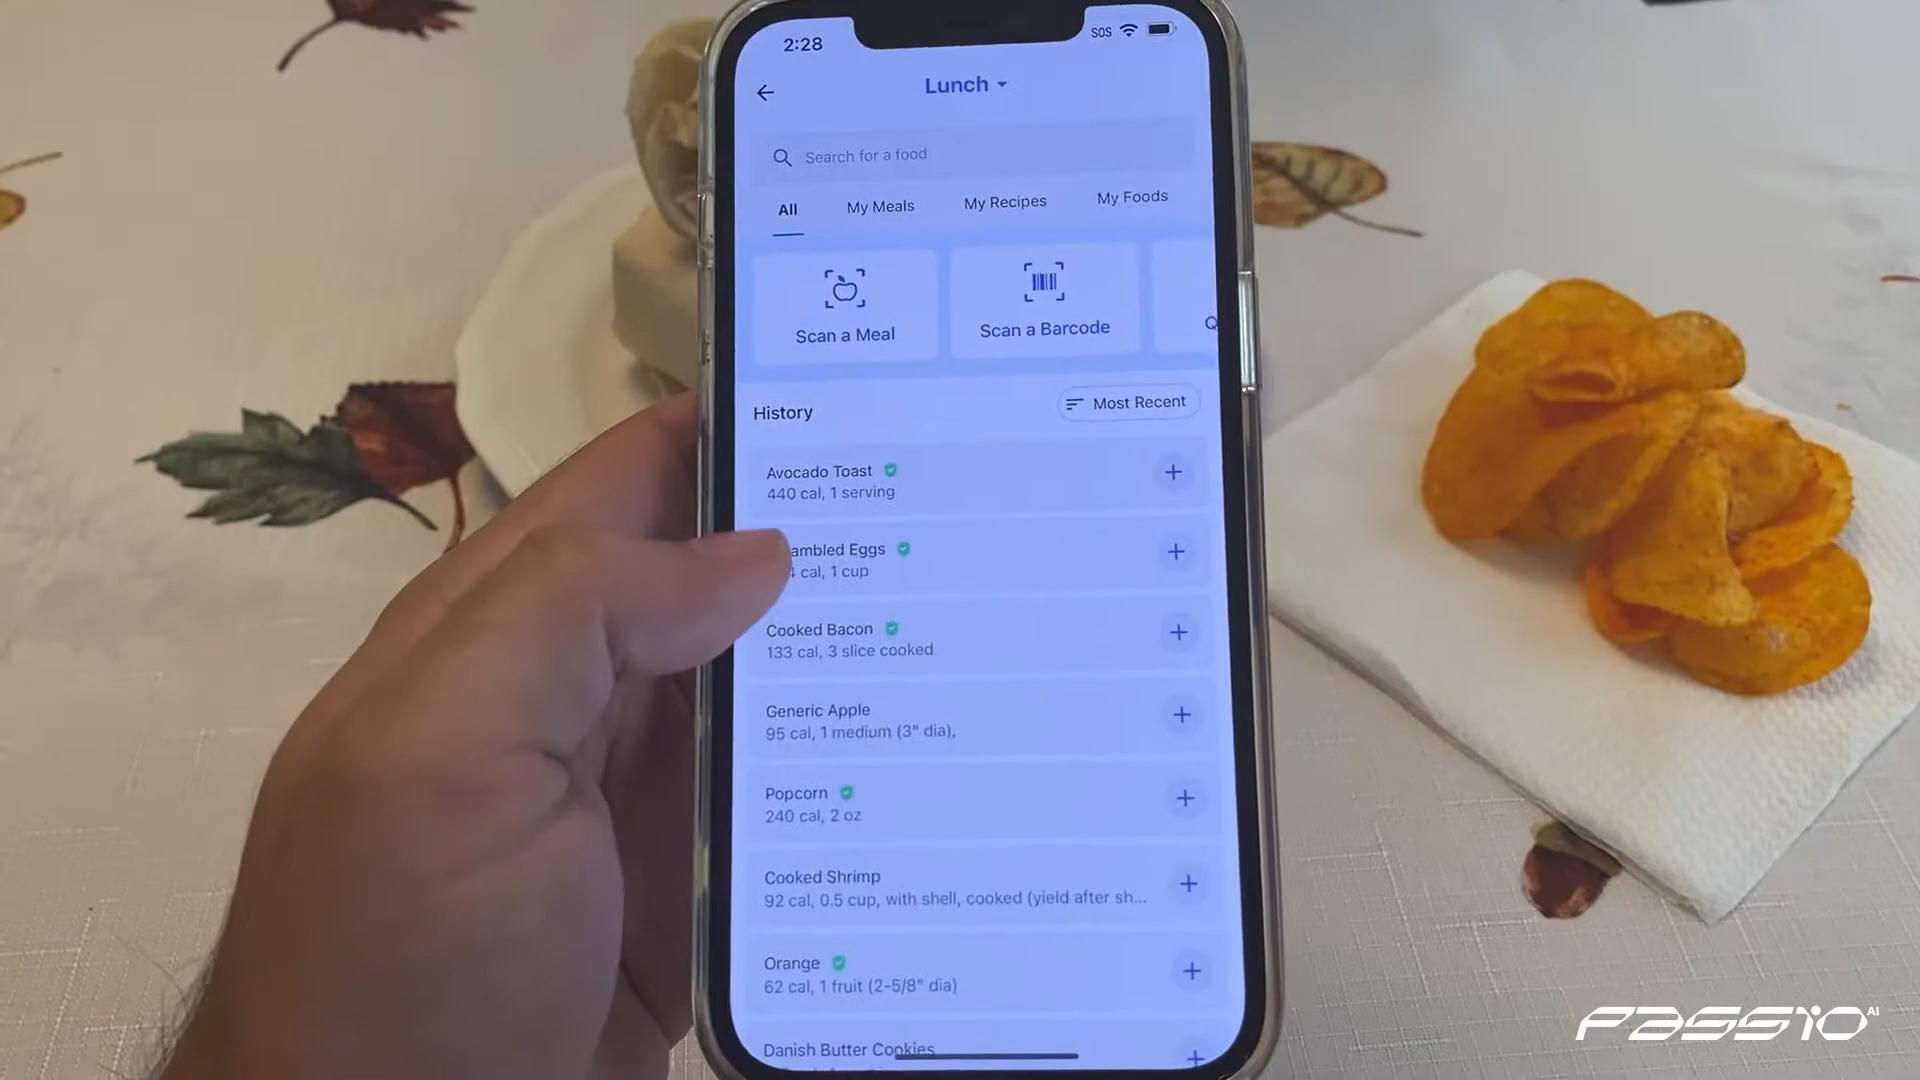 2:28
SOS
Lunch
Search for a food
All
My Meals
My Recipes
My Foods
Scan a Meal
Scan a Barcode
Q
History
Most Recent
Avocado Toast
440 cal, 1 serving
ambled Eggs
cal, 1 cup
Cooked Bacon
133 cal, 3 slice cooked
Generic Apple
95 cal, 1 medium (3" dia),
Popcorn
240 cal, 2 oz
Cooked Shrimp
92 cal, 0.5 cup, with shell, cooked (yield after sh...
Orange
62 cal, 1 fruit (2-5/8" dia)
Danish Butter Cookies
PASSIO AI